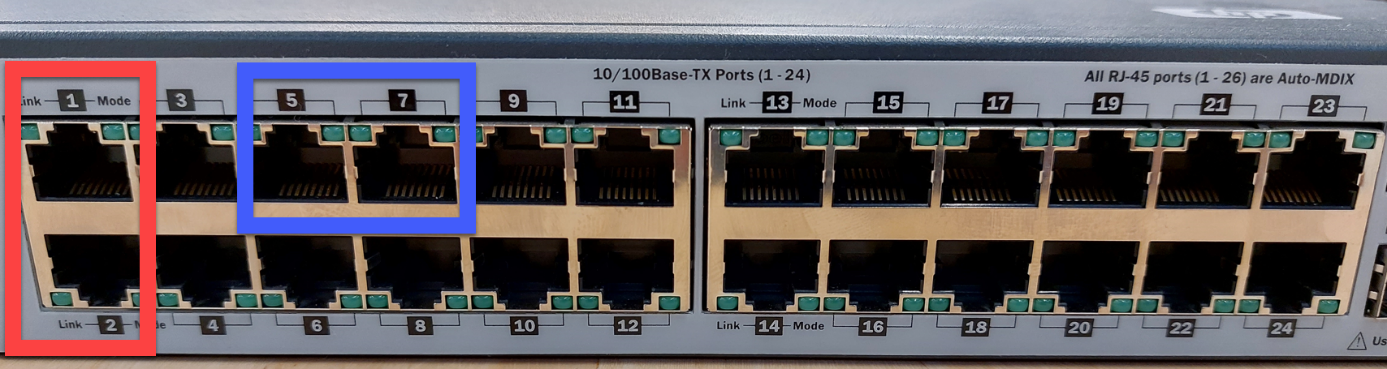 10/100Base-TX Ports (1 - 24)
All RJ-45 ports (1 - 26) are Auto-MDIX
1 Mode 3 5 7 9 11 Link 13 Mode 15 17 19 21 23
Link 2 4 6 8 10 12 Link 14 Mode 16 18 20 22 24